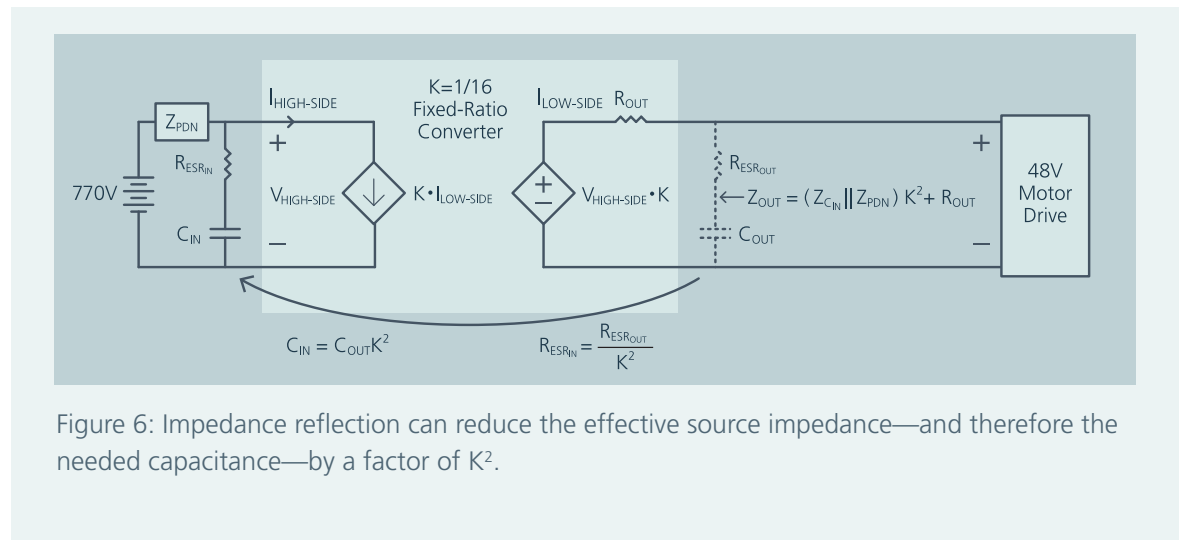 K=1/16
Fixed-Ratio
Converter
I_HIGH-SIDE
I_LOW-SIDE
R_OUT
Z_PDN
+
+
R_ESR_IN
R_ESR_OUT
48V
Motor
Drive
770V
V_HIGH-SIDE
K•I_LOW-SIDE
+
−
V_HIGH-SIDE•K
Z_OUT = (Z_C_IN||Z_PDN) K²+ R_OUT
C_IN
C_OUT
−
−
C_IN = C_OUTK²
R_ESR_IN = R_ESR_OUT
K²
Figure 6: Impedance reflection can reduce the effective source impedance—and therefore the
needed capacitance—by a factor of K².